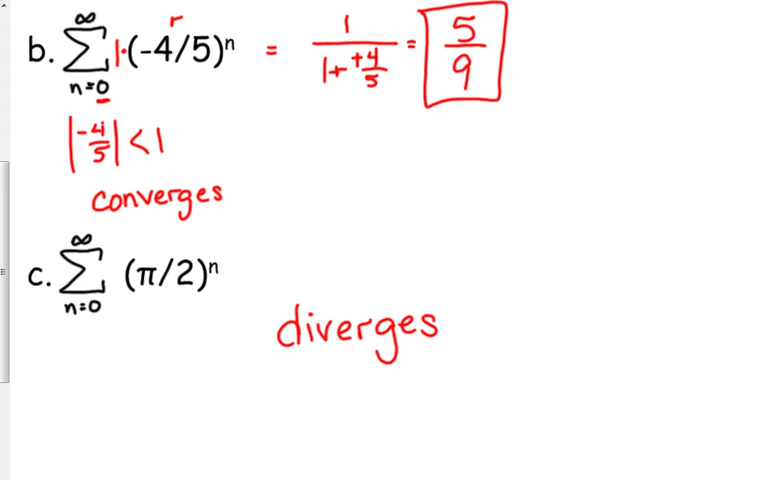 b. ∞ Σ n=0 1·(-4/5)ⁿ = 1/(1++4/5) = 5/9
r
|-4/5| < 1
converges
c. ∞ Σ n=0 (π/2)ⁿ
diverges